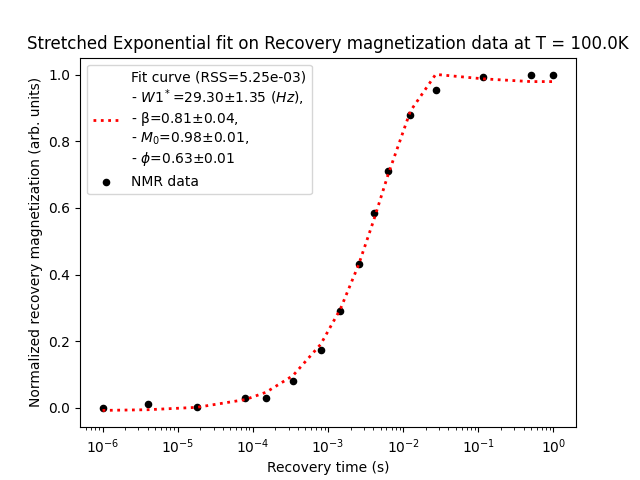 Stretched Exponential fit on Recovery magnetization data at T = 100.0K
Fit curve (RSS=5.25e-03)
- W1*=29.30±1.35 (Hz),
- β=0.81±0.04,
- M₀=0.98±0.01,
- ϕ=0.63±0.01
NMR data
Normalized recovery magnetization (arb. units)
1.0
0.8
0.6
0.4
0.2
0.0
10⁻⁶ 10⁻⁵ 10⁻⁴ 10⁻³ 10⁻² 10⁻¹ 10⁰
Recovery time (s)